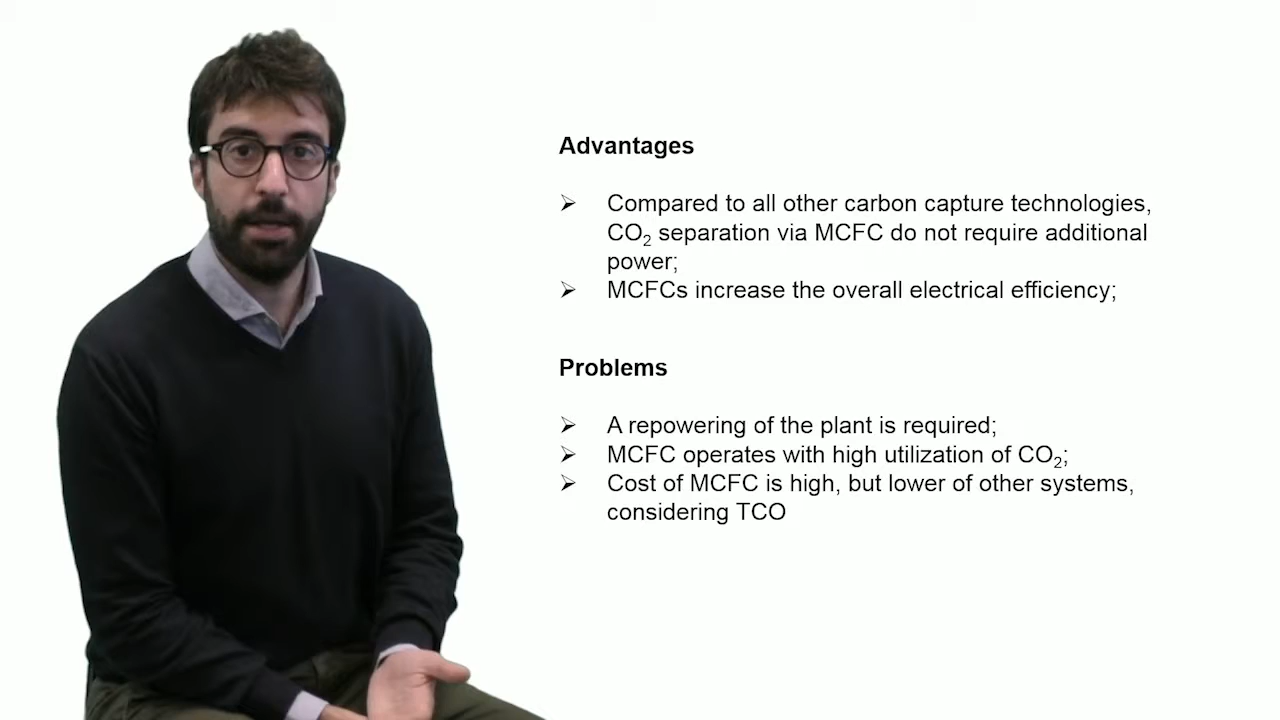 Advantages
➢ Compared to all other carbon capture technologies,
CO₂ separation via MCFC do not require additional
power;
➢ MCFCs increase the overall electrical efficiency;
Problems
➢ A repowering of the plant is required;
➢ MCFC operates with high utilization of CO₂;
➢ Cost of MCFC is high, but lower of other systems,
considering TCO